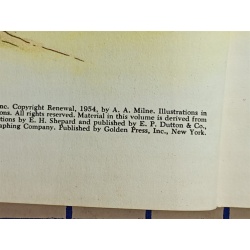 nc. Copyright Renewal, 1954, by A. A. Milne. Illustrations in
ons. All rights reserved. Material in this volume is derived from
tions by E. H. Shepard and published by E. P. Dutton & Co.,
raphing Company. Published by Golden Press, Inc., New York.